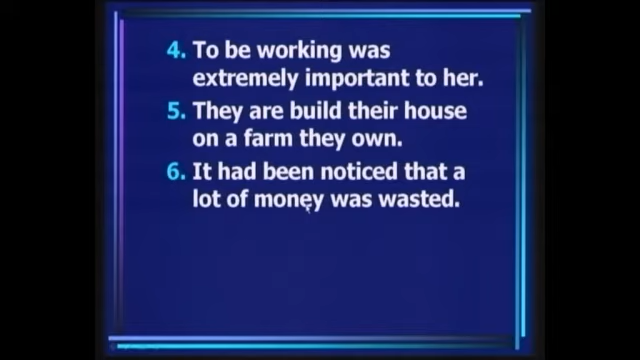 4. To be working was
extremely important to her.
5. They are build their house
on a farm they own.
6. It had been noticed that a
lot of money was wasted.